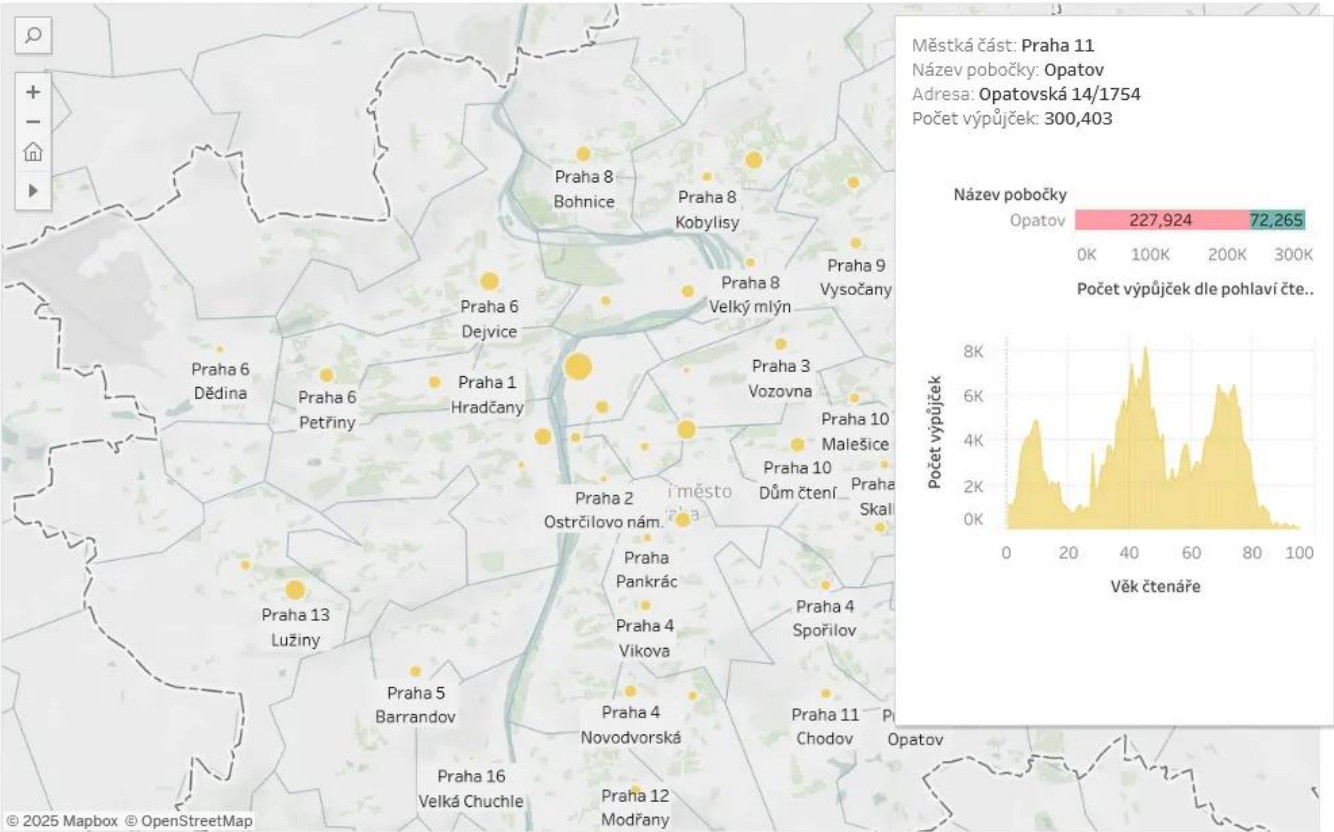 Městká část: Praha 11
Název pobočky: Opatov
Adresa: Opatovská 14/1754
Počet výpůjček: 300,403
Název pobočky
Opatov
227,924
72,265
0K
100K
200K
300K
Počet výpůjček dle pohlaví čte..
Počet výpůjček
8K
6K
4K
2K
0K
0
20
40
60
80
100
Věk čtenáře
Praha 8
Bohnice
Praha 8
Kobylisy
Praha 9
Vysočany
Praha 8
Velký mlýn
Praha 6
Dejvice
Praha 6
Dědina
Praha 6
Petřiny
Praha 1
Hradčany
Praha 3
Vozovna
Praha 10
Malešice
Praha 10
Dům čtení
Praha
Skal
Praha 2
Ostrčilovo nám.
město
Praha
Pankrác
Praha 4
Spořilov
Praha 13
Lužiny
Praha 4
Vikova
Praha 5
Barrandov
Praha 4
Novodvorská
Praha 11
Chodov
P
Opatov
Praha 16
Velká Chuchle
Praha 12
Modřany
© 2025 Mapbox © OpenStreetMap